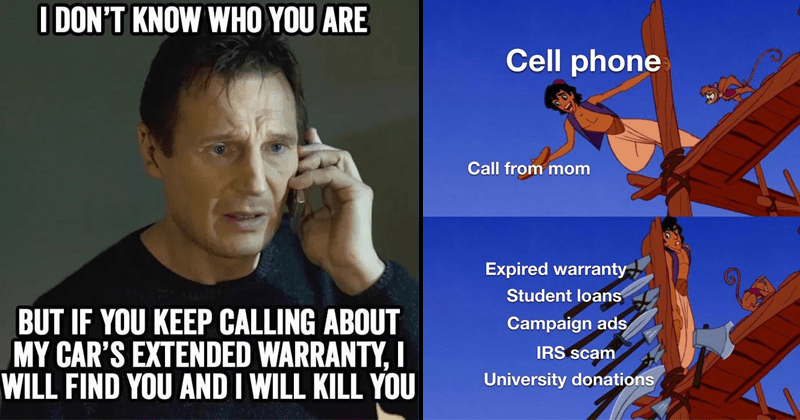 I DON'T KNOW WHO YOU ARE
BUT IF YOU KEEP CALLING ABOUT
MY CAR'S EXTENDED WARRANTY, I
WILL FIND YOU AND I WILL KILL YOU
Cell phone
Call from mom
Expired warranty
Student loans
Campaign ads
IRS scam
University donations